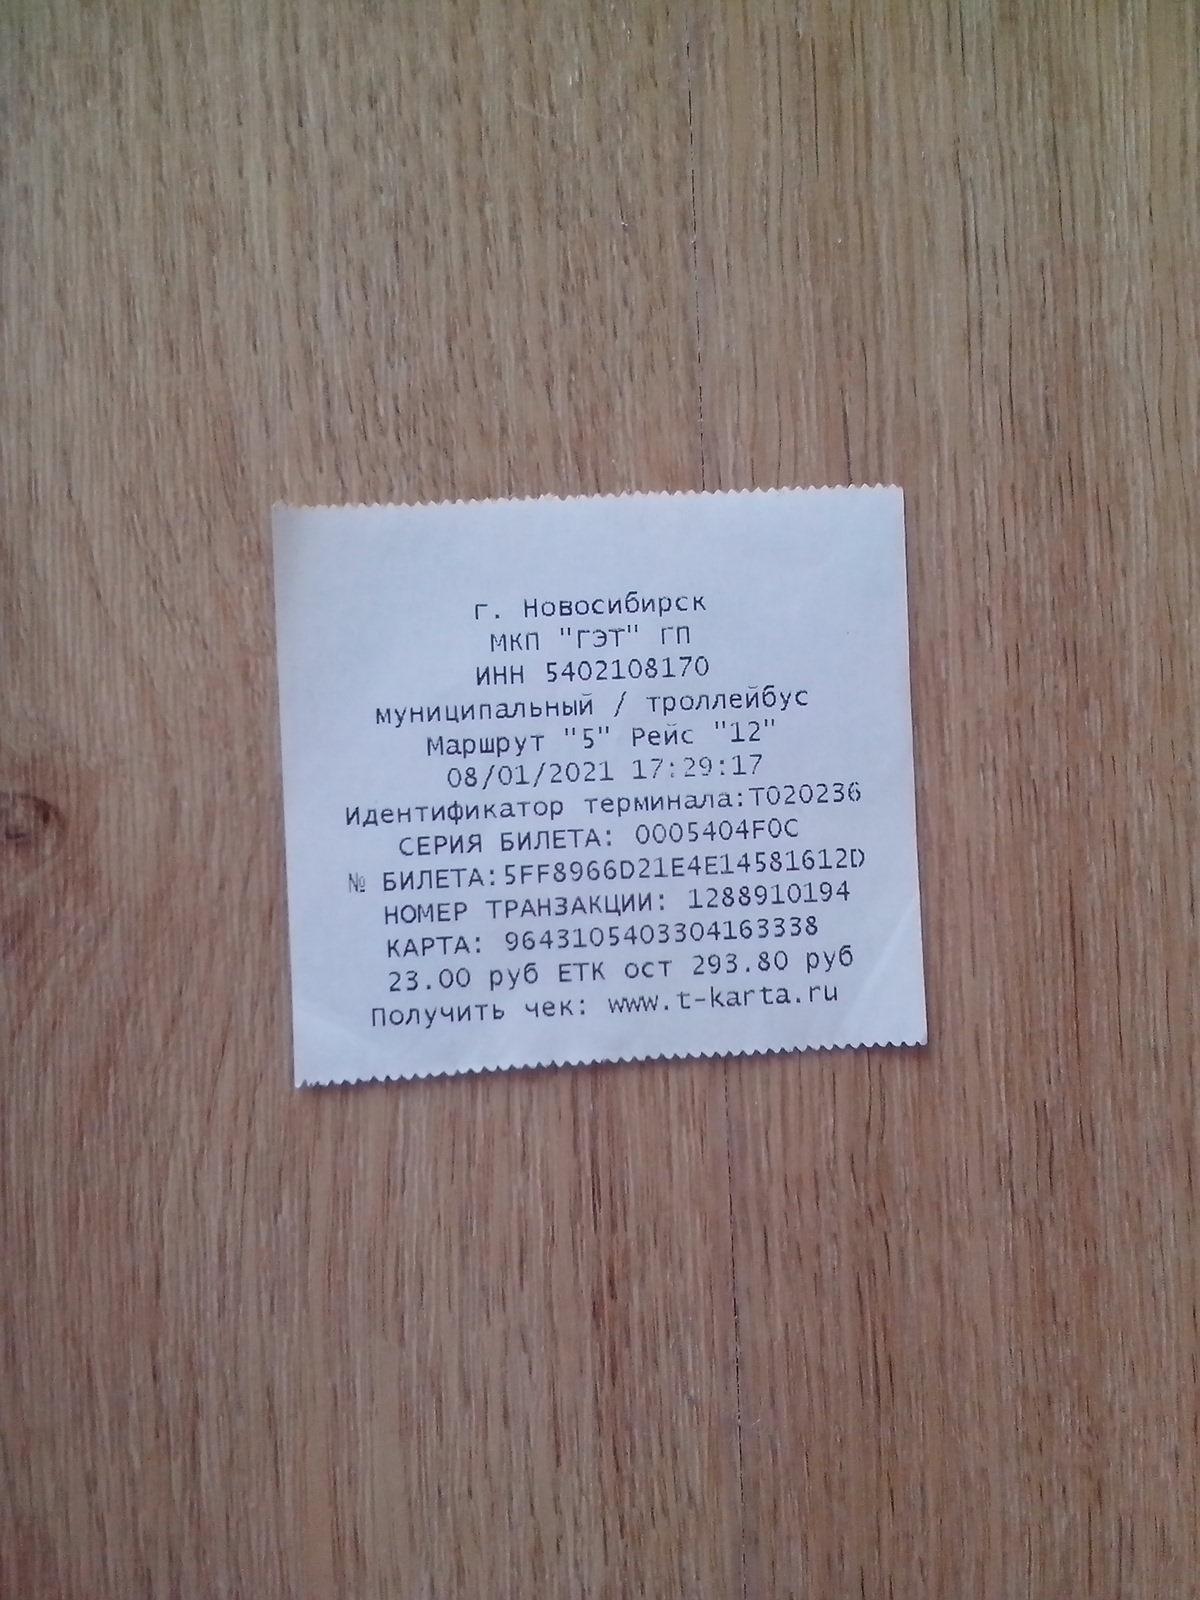 г. Новосибирск
МКП "ГЭТ" ГП
ИНН 5402108170
муниципальный / троллейбус
Маршрут "5" Рейс "12"
08/01/2021 17:29:17
Идентификатор терминала:T020236
СЕРИЯ БИЛЕТА: 0005404F0C
№ БИЛЕТА:5FF8966D21E4E14581612D
НОМЕР ТРАНЗАКЦИИ: 1288910194
КАРТА: 9643105403304163338
23.00 руб ЕТК ост 293.80 руб
Получить чек: www.t-karta.ru